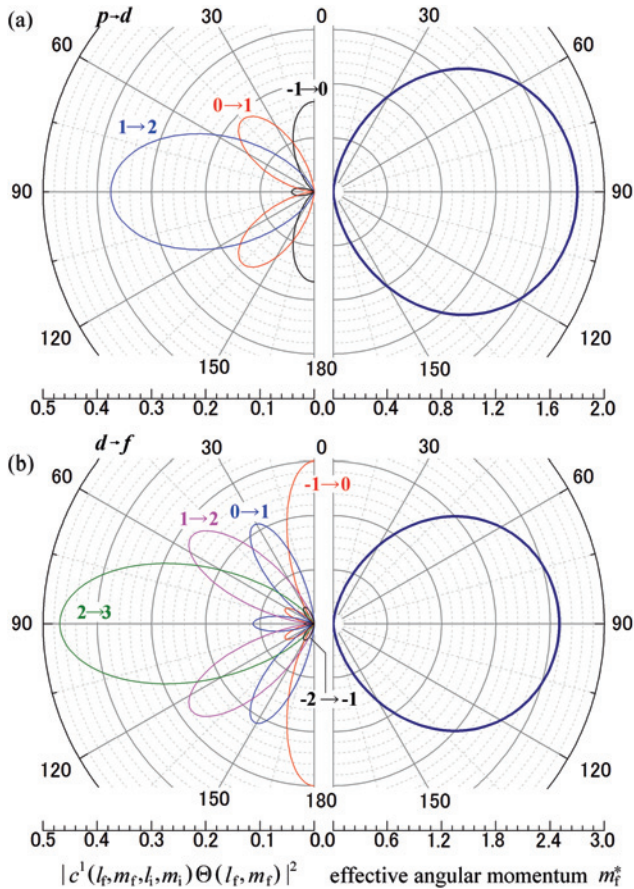 (a) p→d 30 0 30
60 60
-1→0
0→1
1→2
90 90
120 120
150 180 150
0.5 0.4 0.3 0.2 0.1 0.0 0.4 0.8 1.2 1.6 2.0
(b) d→f 30 0 30
60 60
-1→0
1→2 0→1
2→3
90 90
-2→-1
120 120
150 180 150
0.5 0.4 0.3 0.2 0.1 0.0 0.6 1.2 1.8 2.4 3.0
|c¹(lf,mf,li,mi)Θ(lf,mf)|² effective angular momentum mf*